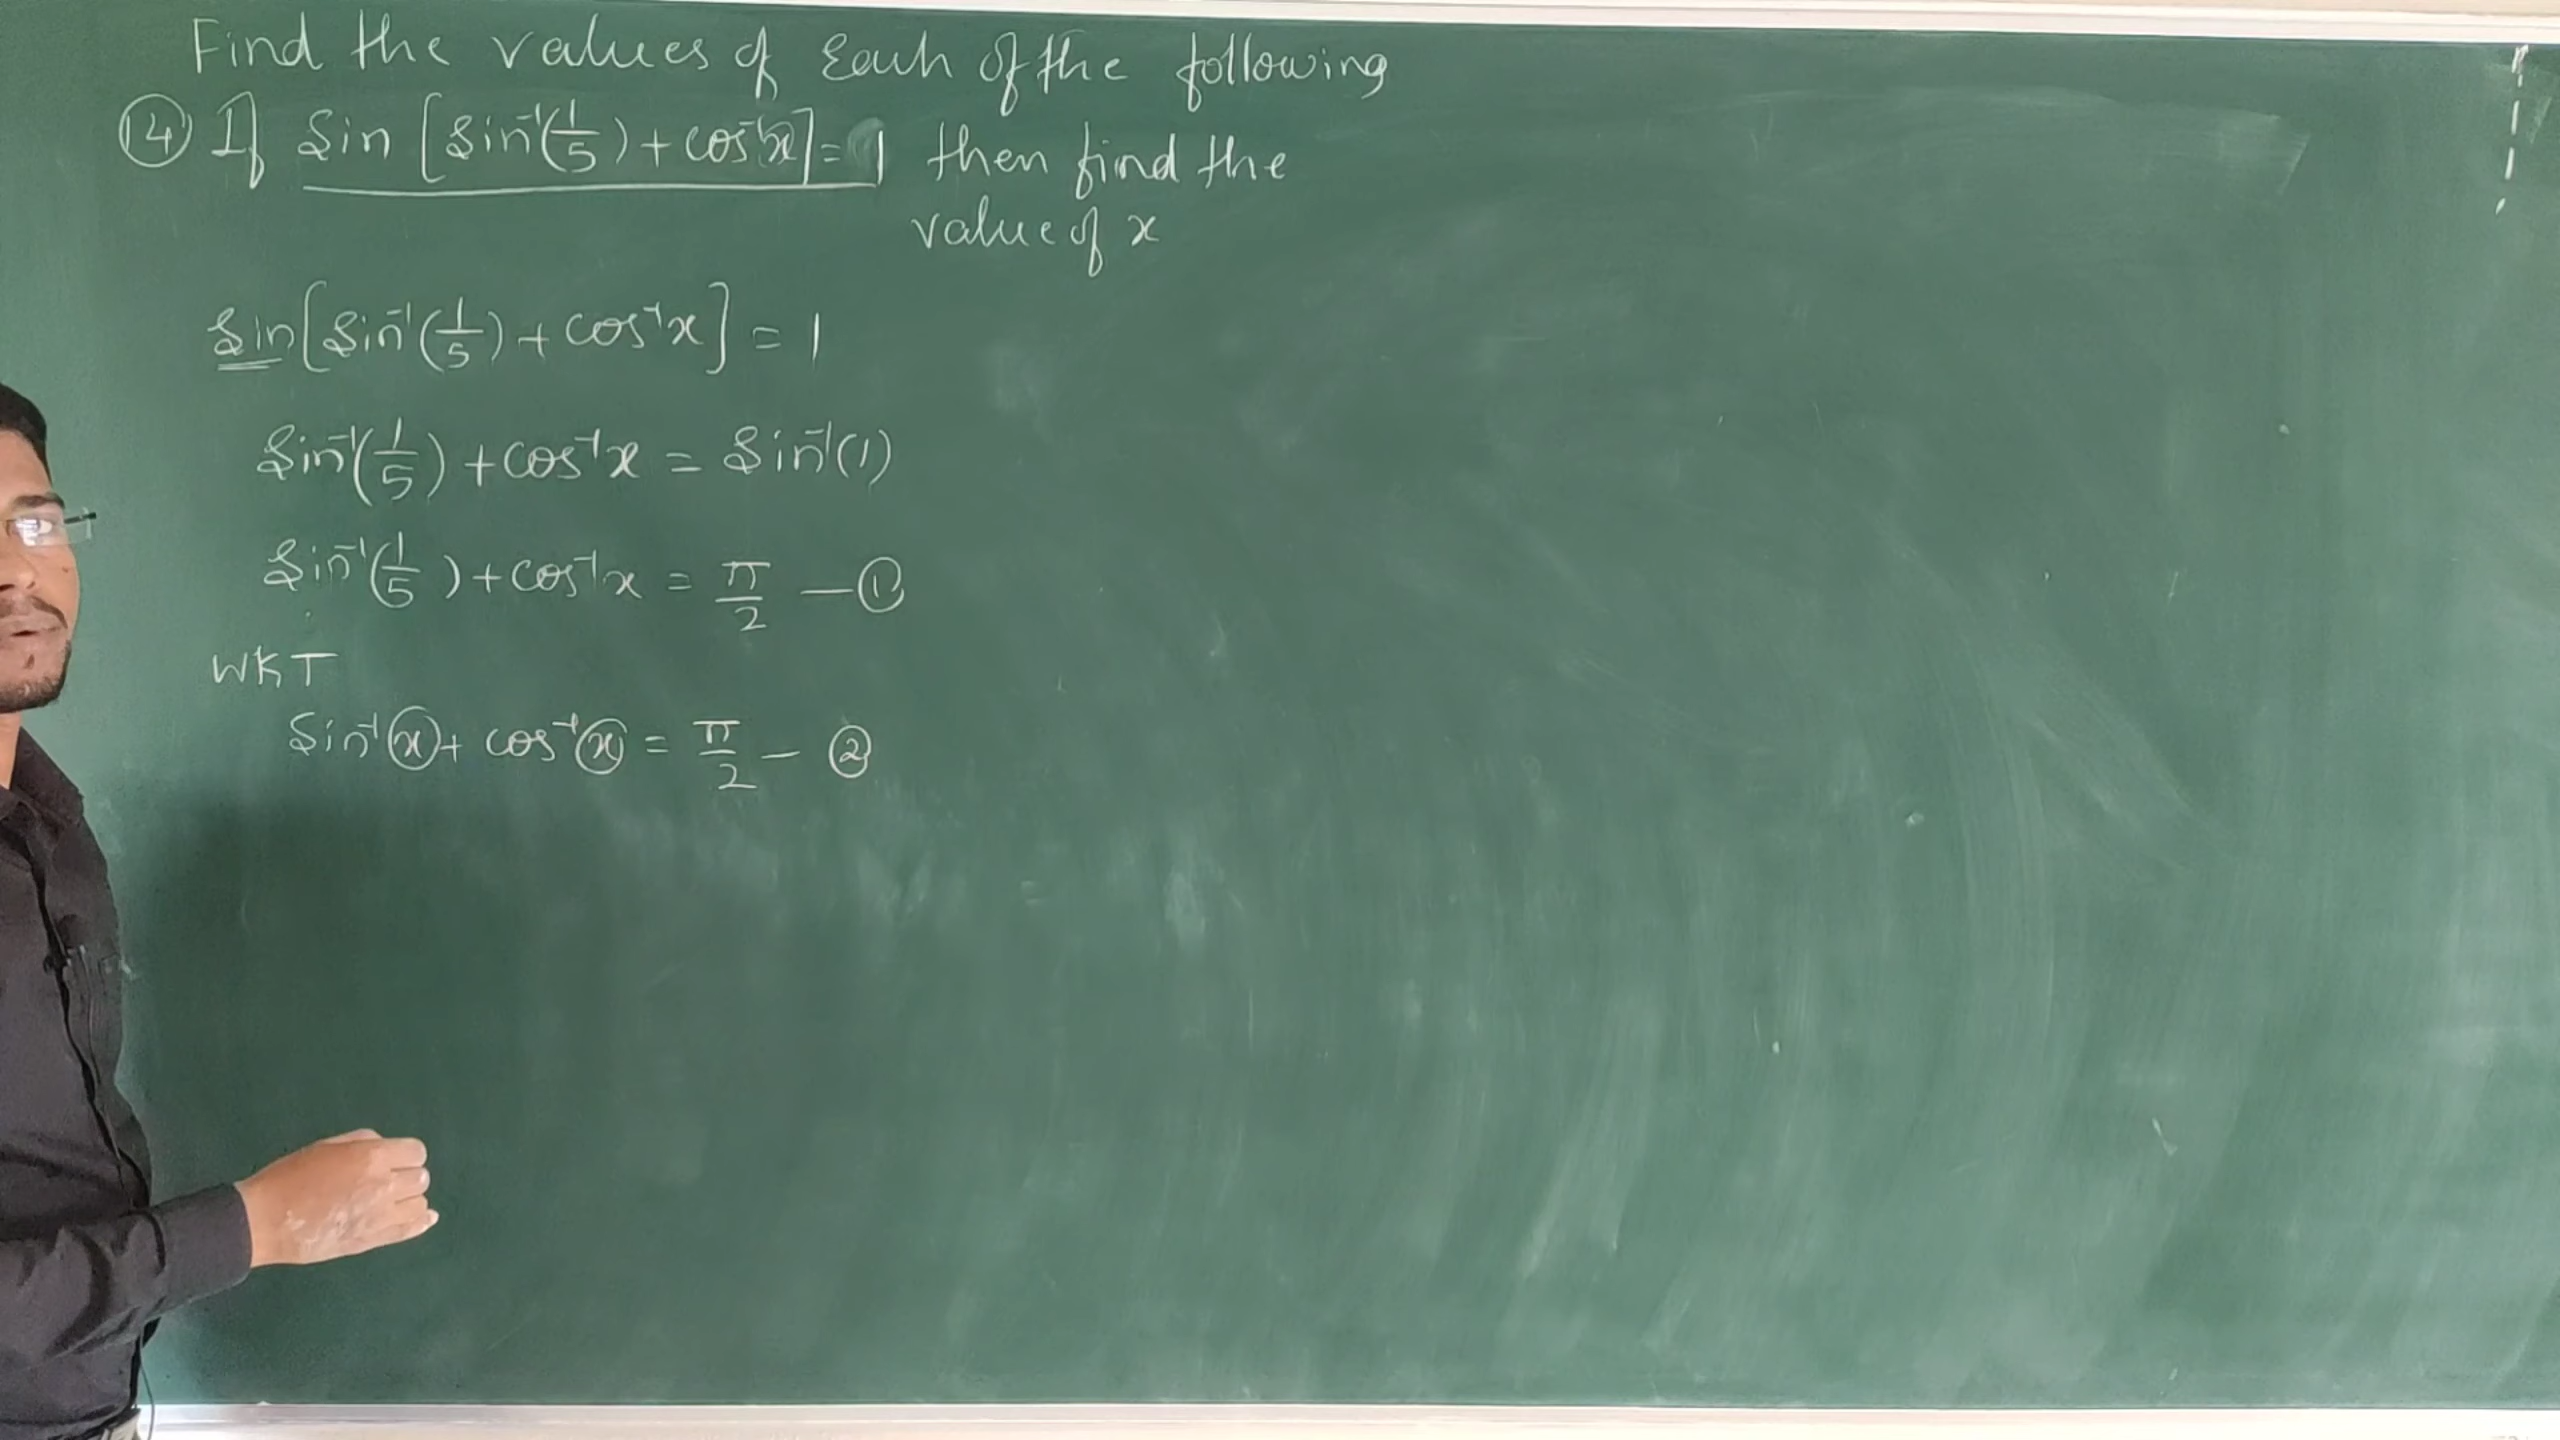 Find the values of Each of the following
⑭ If Sin [Sin⁻¹(1/5) + cos⁻¹x] = 1 then find the
value of x
Sin[Sin⁻¹(1/5) + cos⁻¹x] = 1
Sin⁻¹(1/5) + cos⁻¹x = Sin⁻¹(1)
Sin⁻¹(1/5) + cos⁻¹x = π/2 — ①
WKT
Sin⁻¹ⓧ + cos⁻¹ⓧ = π/2 — ②